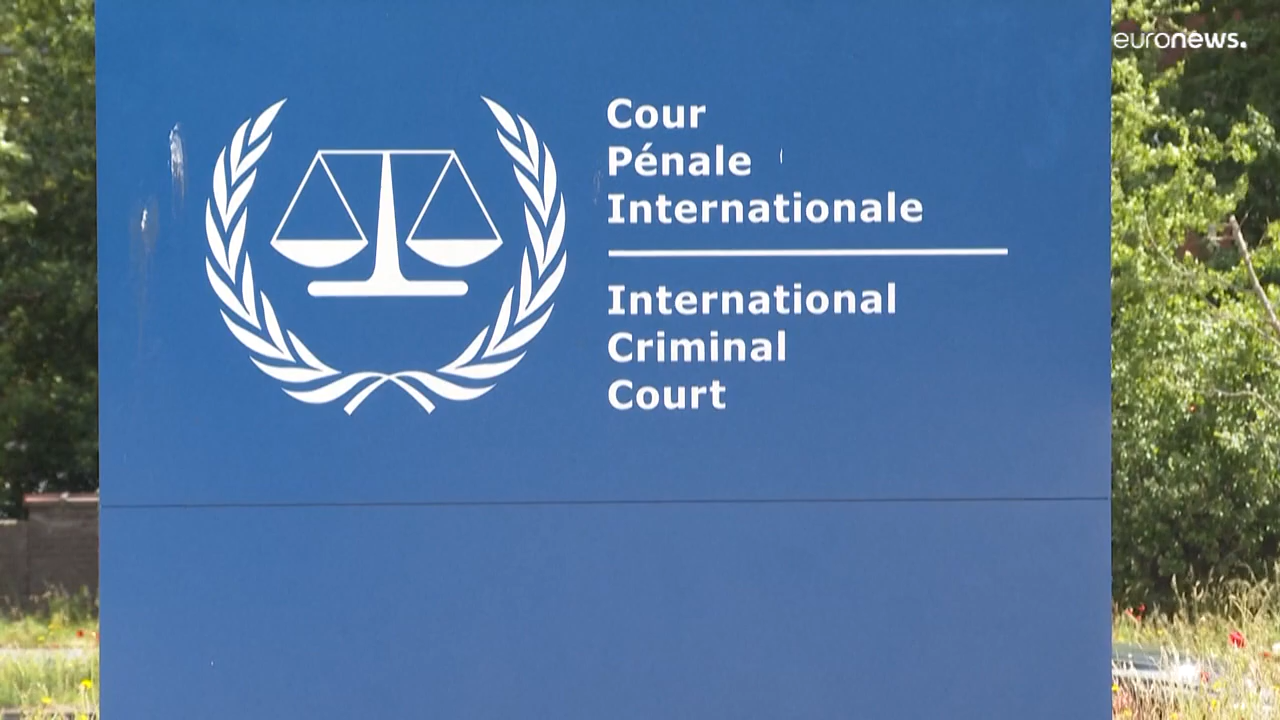 euronews.
Cour
Pénale
Internationale
International
Criminal
Court